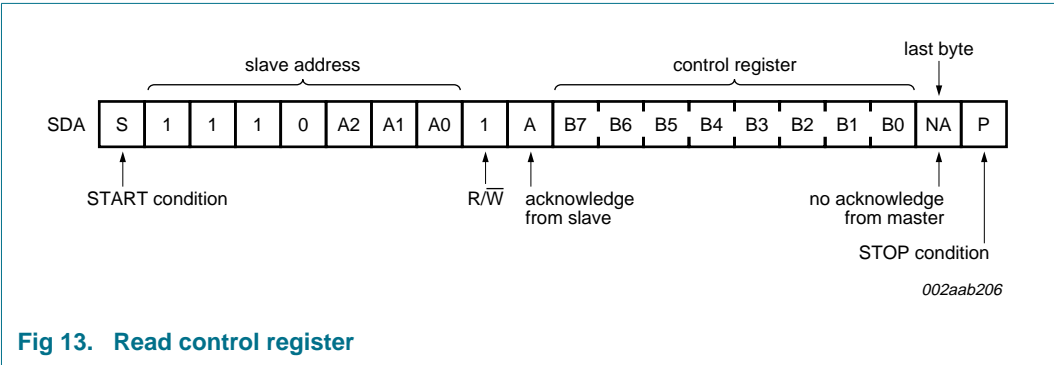 last byte
slave address control register
SDA S 1 1 1 0 A2 A1 A0 1 A B7 B6 B5 B4 B3 B2 B1 B0 NA P
START condition R/W̅ acknowledge from slave no acknowledge from master
STOP condition
002aab206
Fig 13. Read control register